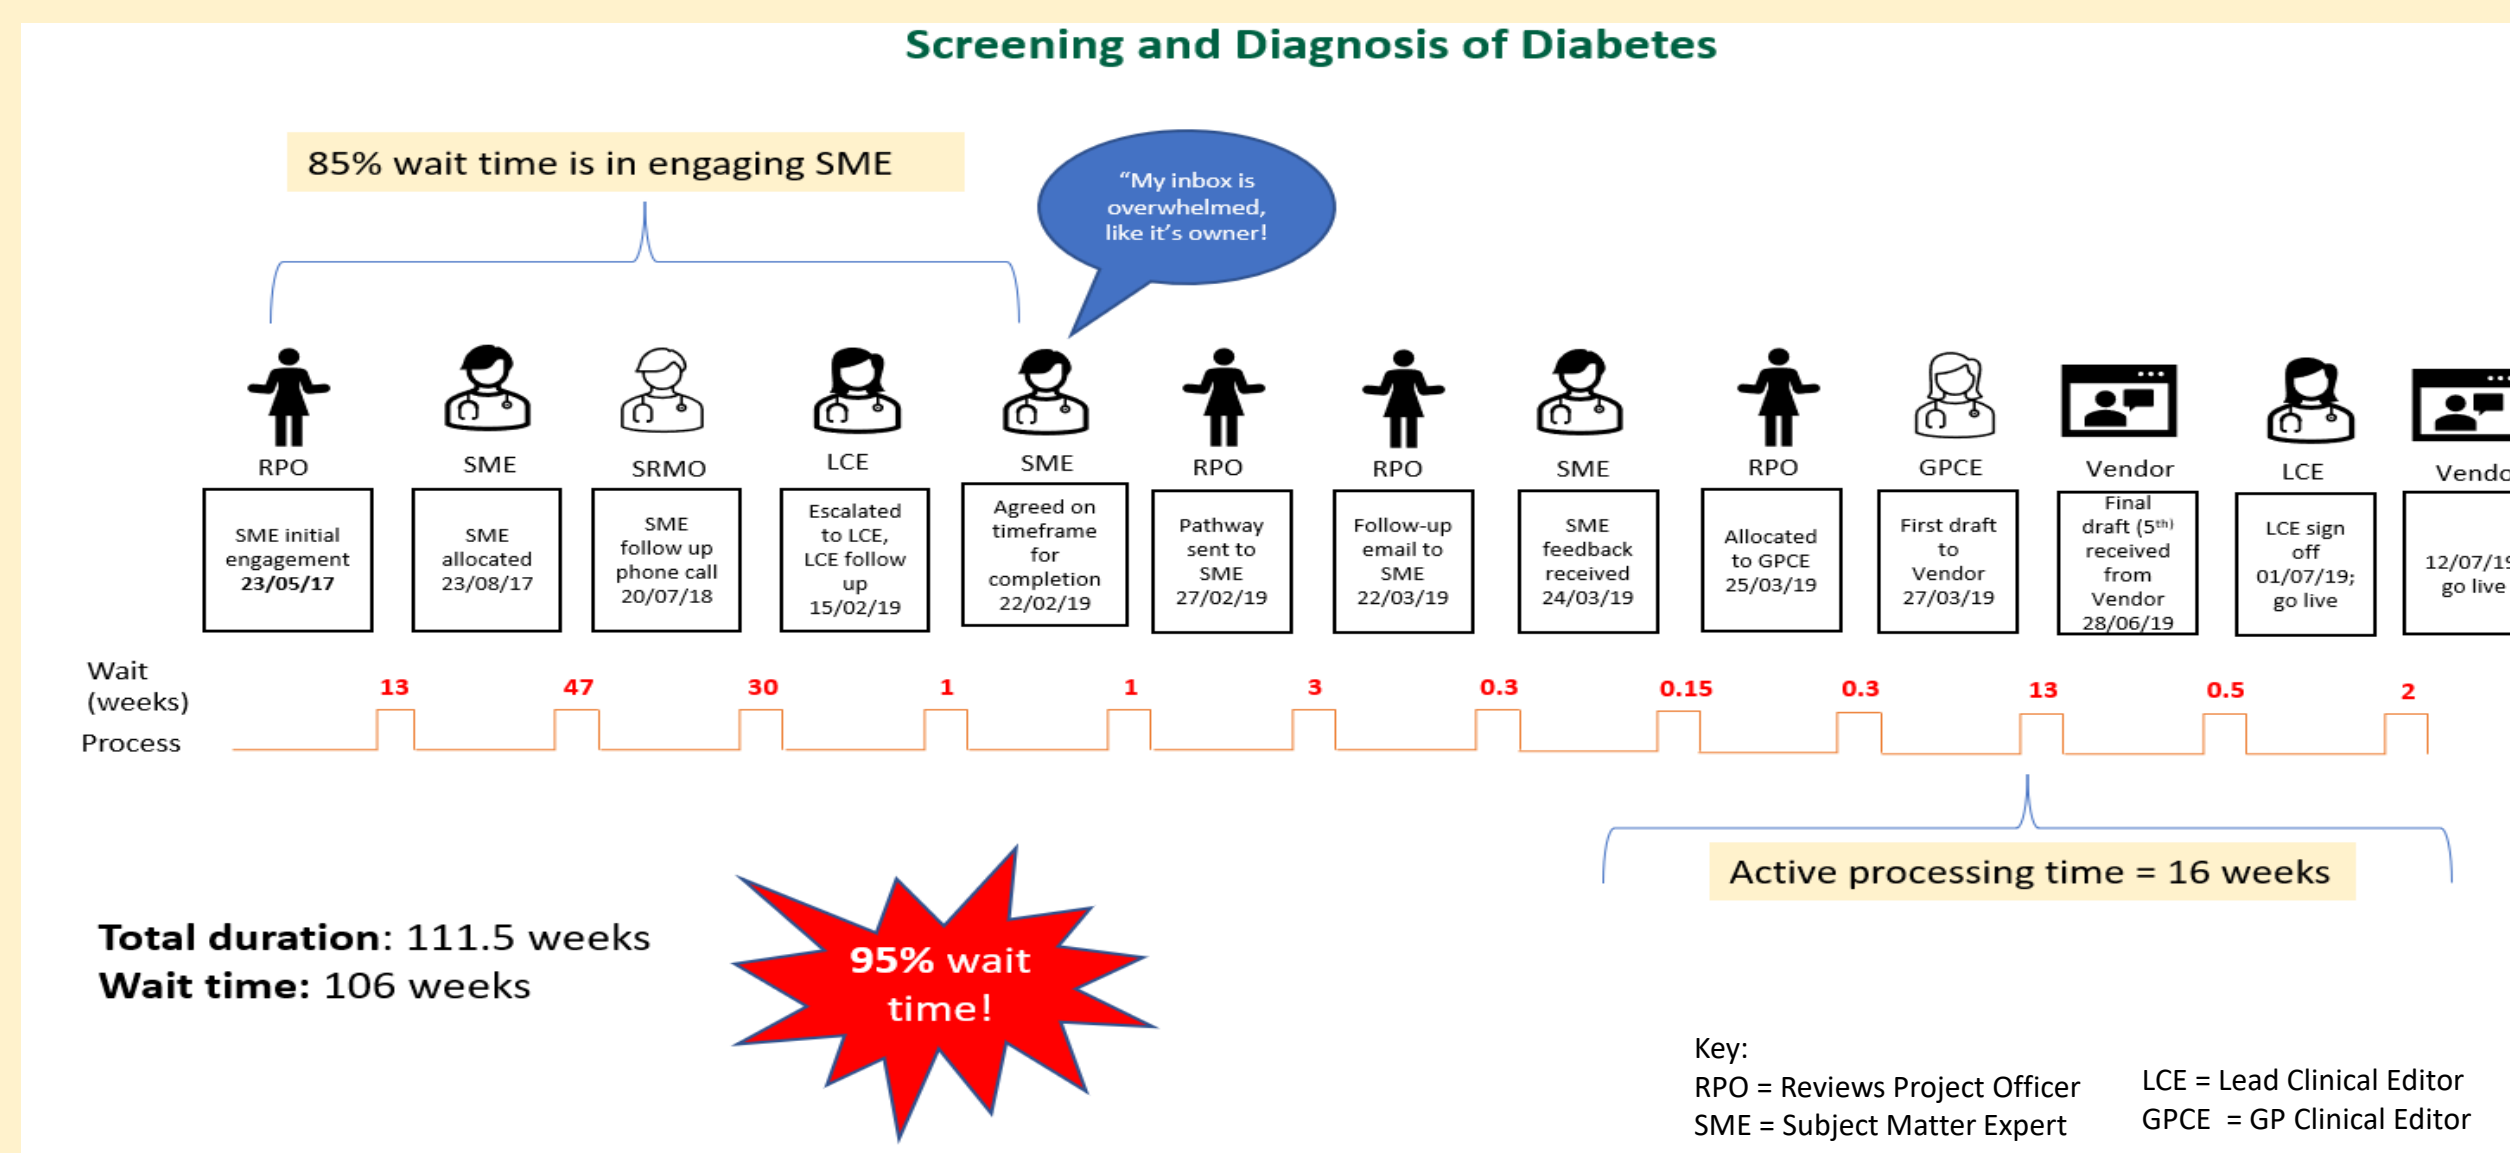 Screening and Diagnosis of Diabetes
85% wait time is in engaging SME
“My inbox is
overwhelmed,
like it’s owner!
RPO
SME initial
engagement
23/05/17
SME
SME
allocated
23/08/17
SRMO
SME
follow up
phone call
20/07/18
LCE
Escalated
to LCE,
LCE follow
up
15/02/19
SME
Agreed on
timeframe
for
completion
22/02/19
RPO
Pathway
sent to
SME
27/02/19
RPO
Follow-up
email to
SME
22/03/19
SME
SME
feedback
received
24/03/19
RPO
Allocated
to GPCE
25/03/19
GPCE
First draft
to
Vendor
27/03/19
Vendor
Final
draft (5th)
received
from
Vendor
28/06/19
LCE
LCE sign
off
01/07/19;
go live
Vendo
12/07/19
go live
Wait
(weeks)
13 47 30 1 1 3 0.3 0.15 0.3 13 0.5 2
Process
Active processing time = 16 weeks
Total duration: 111.5 weeks
Wait time: 106 weeks
95% wait
time!
Key:
RPO = Reviews Project Officer
SME = Subject Matter Expert
LCE = Lead Clinical Editor
GPCE = GP Clinical Editor